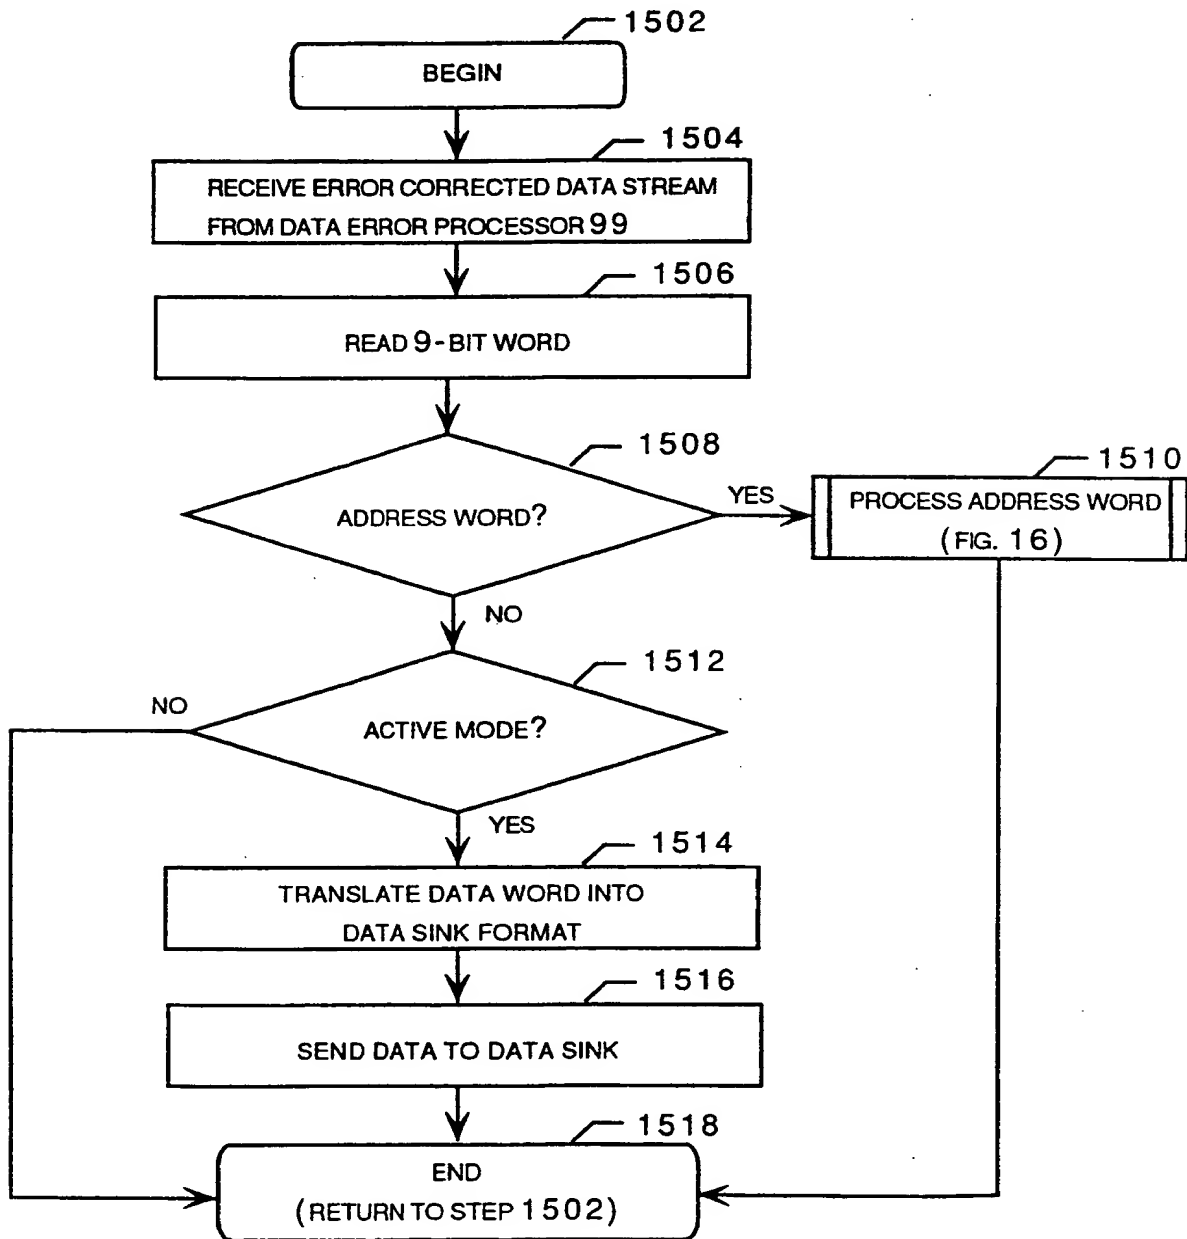 1502
BEGIN
1504
RECEIVE ERROR CORRECTED DATA STREAM
FROM DATA ERROR PROCESSOR 99
1506
READ 9-BIT WORD
1508
ADDRESS WORD?
YES
1510
PROCESS ADDRESS WORD
(FIG. 16)
NO
1512
NO
ACTIVE MODE?
YES
1514
TRANSLATE DATA WORD INTO
DATA SINK FORMAT
1516
SEND DATA TO DATA SINK
1518
END
(RETURN TO STEP 1502)